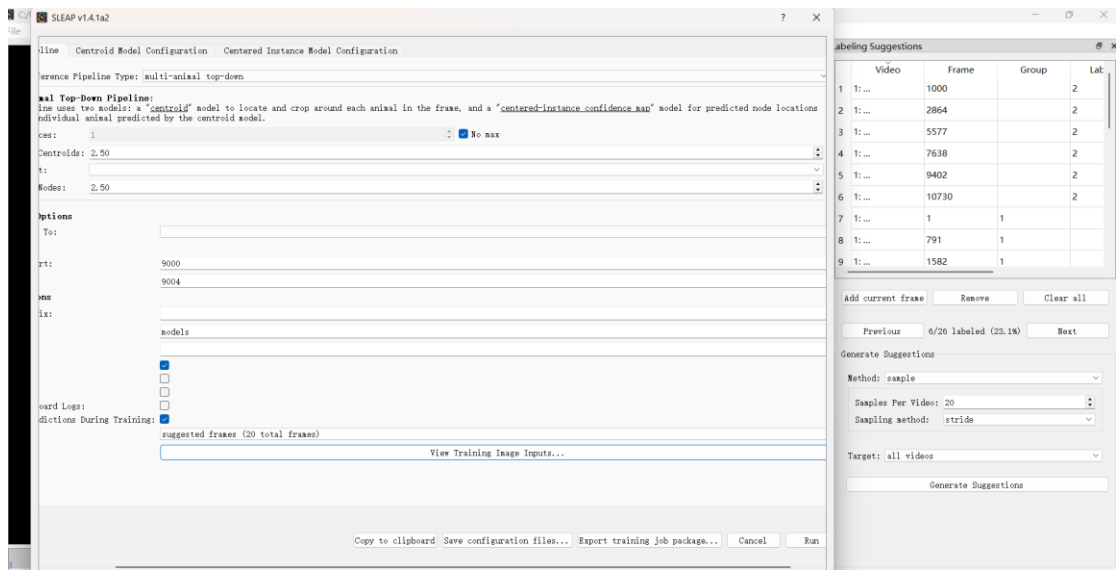 SLEAP v1.4.1a2
File
line Centroid Model Configuration Centered Instance Model Configuration
erence Pipeline Type: multi-animal top-down
mal Top-Down Pipeline:
ine uses two models: a "centroid" model to locate and crop around each animal in the frame, and a "centered-instance confidence map" model for predicted node locations
ndividual animal predicted by the centroid model.
ces: 1 No max
Centroids: 2.50
t:
Nodes: 2.50
Options
To:
rt: 9000
9004
ons
ix:
models
oard Logs:
dictions During Training:
suggested frames (20 total frames)
View Training Image Inputs...
Copy to clipboard Save configuration files... Export training job package... Cancel Run
abeling Suggestions
Video Frame Group Lab
1 1: ... 1000 2
2 1: ... 2864 2
3 1: ... 5577 2
4 1: ... 7638 2
5 1: ... 9402 2
6 1: ... 10730 2
7 1: ... 1 1
8 1: ... 791 1
9 1: ... 1582 1
Add current frame Remove Clear all
Previous 6/26 labeled (23.1%) Next
Generate Suggestions
Method: sample
Samples Per Video: 20
Sampling method: stride
Target: all videos
Generate Suggestions